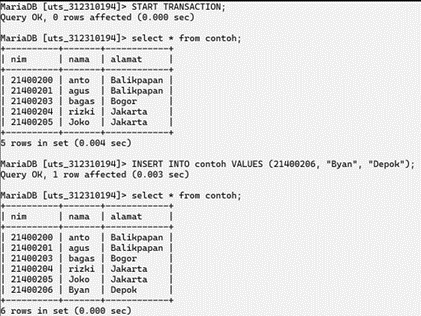 MariaDB [uts_312310194]> START TRANSACTION;
Query OK, 0 rows affected (0.000 sec)
MariaDB [uts_312310194]> select * from contoh;
+----------+-------+------------+
| nim      | nama  | alamat     |
+----------+-------+------------+
| 21400200 | anto  | Balikpapan |
| 21400201 | agus  | Balikpapan |
| 21400203 | bagas | Bogor      |
| 21400204 | rizki | Jakarta    |
| 21400205 | Joko  | Jakarta    |
+----------+-------+------------+
5 rows in set (0.004 sec)
MariaDB [uts_312310194]> INSERT INTO contoh VALUES (21400206, "Byan", "Depok");
Query OK, 1 row affected (0.003 sec)
MariaDB [uts_312310194]> select * from contoh;
+----------+-------+------------+
| nim      | nama  | alamat     |
+----------+-------+------------+
| 21400200 | anto  | Balikpapan |
| 21400201 | agus  | Balikpapan |
| 21400203 | bagas | Bogor      |
| 21400204 | rizki | Jakarta    |
| 21400205 | Joko  | Jakarta    |
| 21400206 | Byan  | Depok      |
+----------+-------+------------+
6 rows in set (0.000 sec)